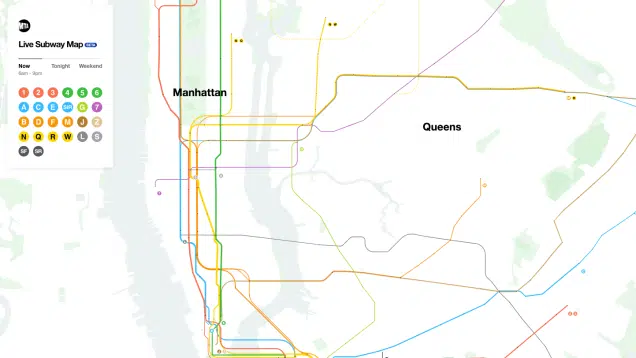 MTA
Live Subway Map BETA
Now Tonight Weekend
6am - 9pm
1 2 3 4 5 6
A C E SIR G 7
B D F M J Z
N Q R W L S
SF SR
Manhattan
Queens